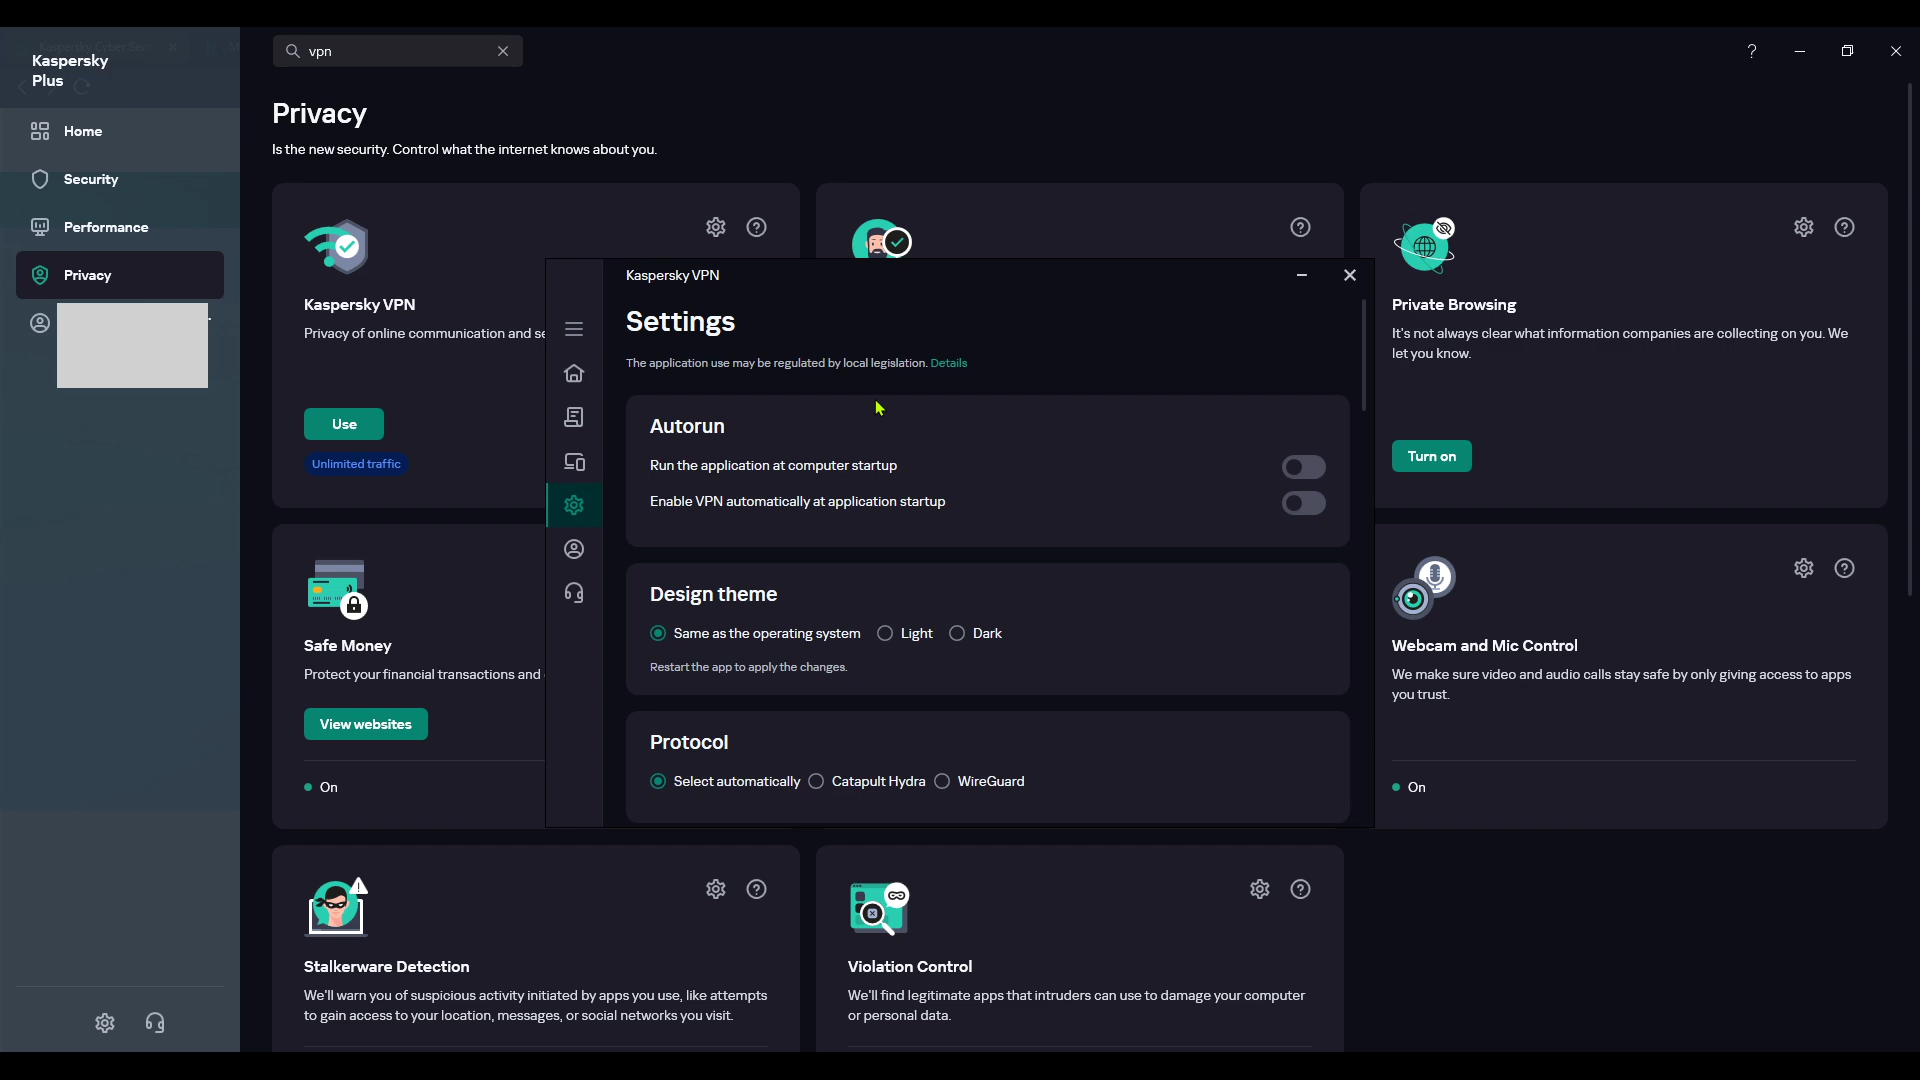 Kaspersky
Plus
vpn
Home
Security
Performance
Privacy
Privacy
Is the new security. Control what the internet knows about you.
Kaspersky VPN
Privacy of online communication and se
Use
Unlimited traffic
Private Browsing
It's not always clear what information companies are collecting on you. We
let you know.
Turn on
Kaspersky VPN
Settings
The application use may be regulated by local legislation. Details
Autorun
Run the application at computer startup
Enable VPN automatically at application startup
Design theme
Same as the operating system Light Dark
Restart the app to apply the changes.
Protocol
Select automatically Catapult Hydra WireGuard
Safe Money
Protect your financial transactions and
View websites
On
Webcam and Mic Control
We make sure video and audio calls stay safe by only giving access to apps
you trust.
On
Stalkerware Detection
We'll warn you of suspicious activity initiated by apps you use, like attempts
to gain access to your location, messages, or social networks you visit.
Violation Control
We'll find legitimate apps that intruders can use to damage your computer
or personal data.